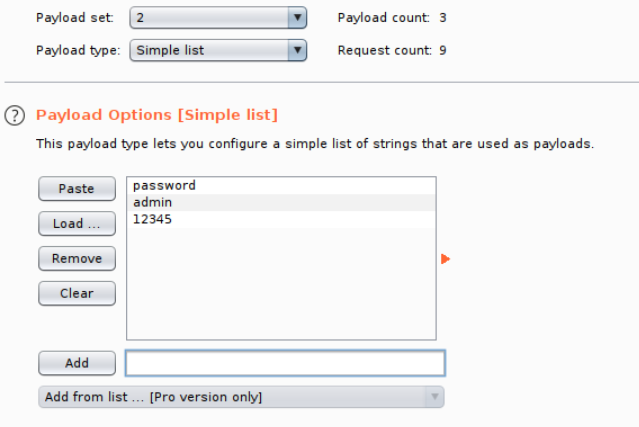 Payload set: 2 Payload count: 3
Payload type: Simple list Request count: 9
? Payload Options [Simple list]
This payload type lets you configure a simple list of strings that are used as payloads.
Paste
password
admin
Load ...
12345
Remove
Clear
Add
Add from list ... [Pro version only]